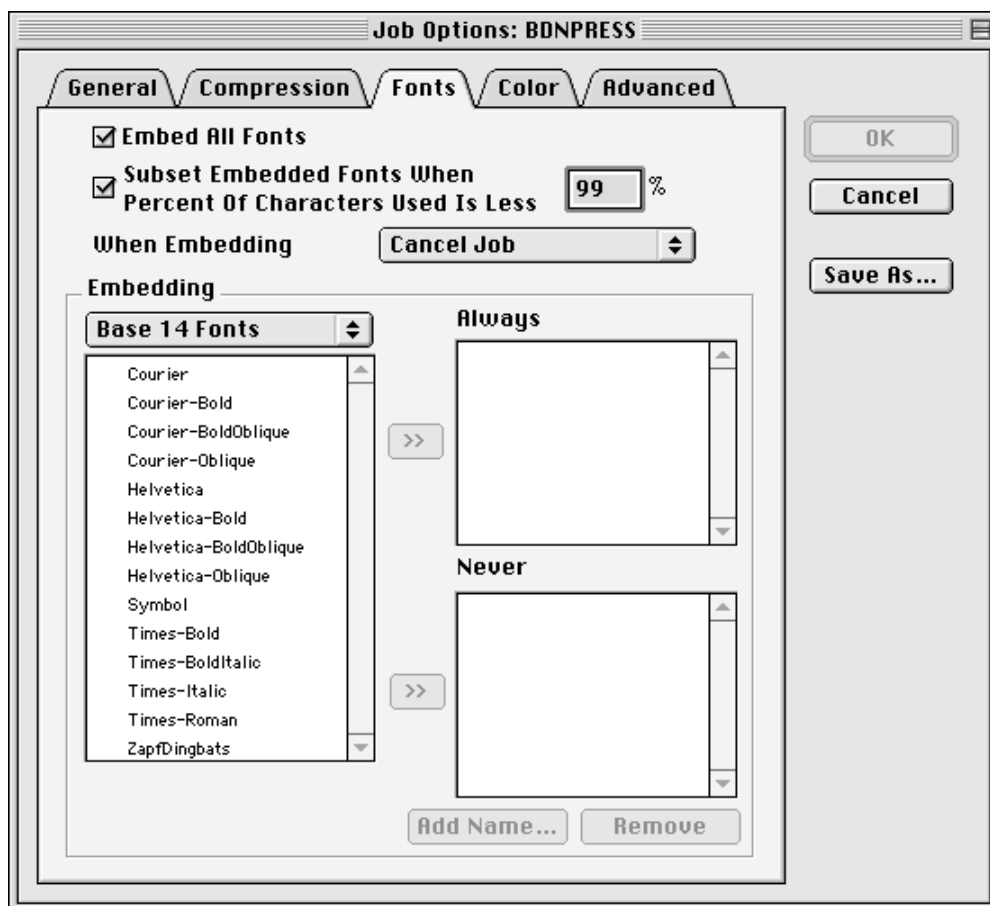 Job Options: BDNPRESS
General Compression Fonts Color Advanced
Embed All Fonts
Subset Embedded Fonts When
Percent Of Characters Used Is Less
99 %
When Embedding
Cancel Job
OK
Cancel
Save As...
Embedding
Base 14 Fonts
Courier
Courier-Bold
Courier-BoldOblique
Courier-Oblique
Helvetica
Helvetica-Bold
Helvetica-BoldOblique
Helvetica-Oblique
Symbol
Times-Bold
Times-BoldItalic
Times-Italic
Times-Roman
ZapfDingbats
>>
>>
Always
Never
Add Name...
Remove